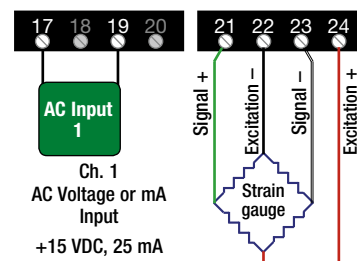 17 18 19 20
21 22 23 24
AC Input
1
Ch. 1
AC Voltage or mA
Input
+15 VDC, 25 mA
Signal +
Excitation –
Signal –
Excitation +
Strain
gauge